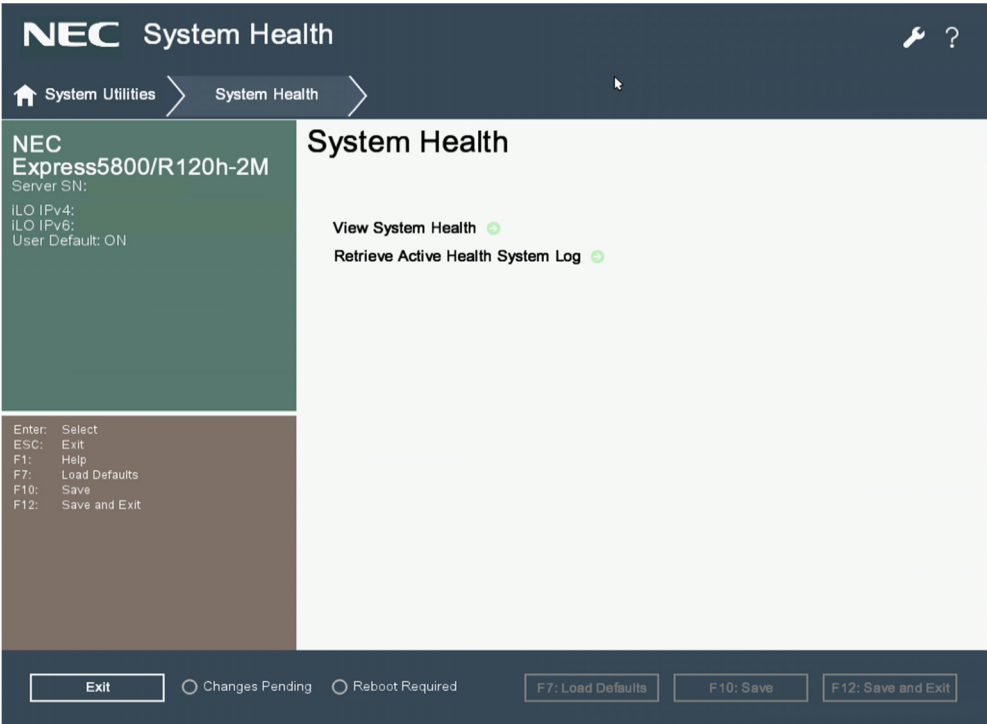 NEC System Health
?
System Utilities
System Health
NEC
Express5800/R120h-2M
Server SN:
iLO IPv4:
iLO IPv6:
User Default: ON
System Health
View System Health
Retrieve Active Health System Log
Enter: Select
ESC: Exit
F1: Help
F7: Load Defaults
F10: Save
F12: Save and Exit
Exit
Changes Pending
Reboot Required
F7: Load Defaults
F10: Save
F12: Save and Exit